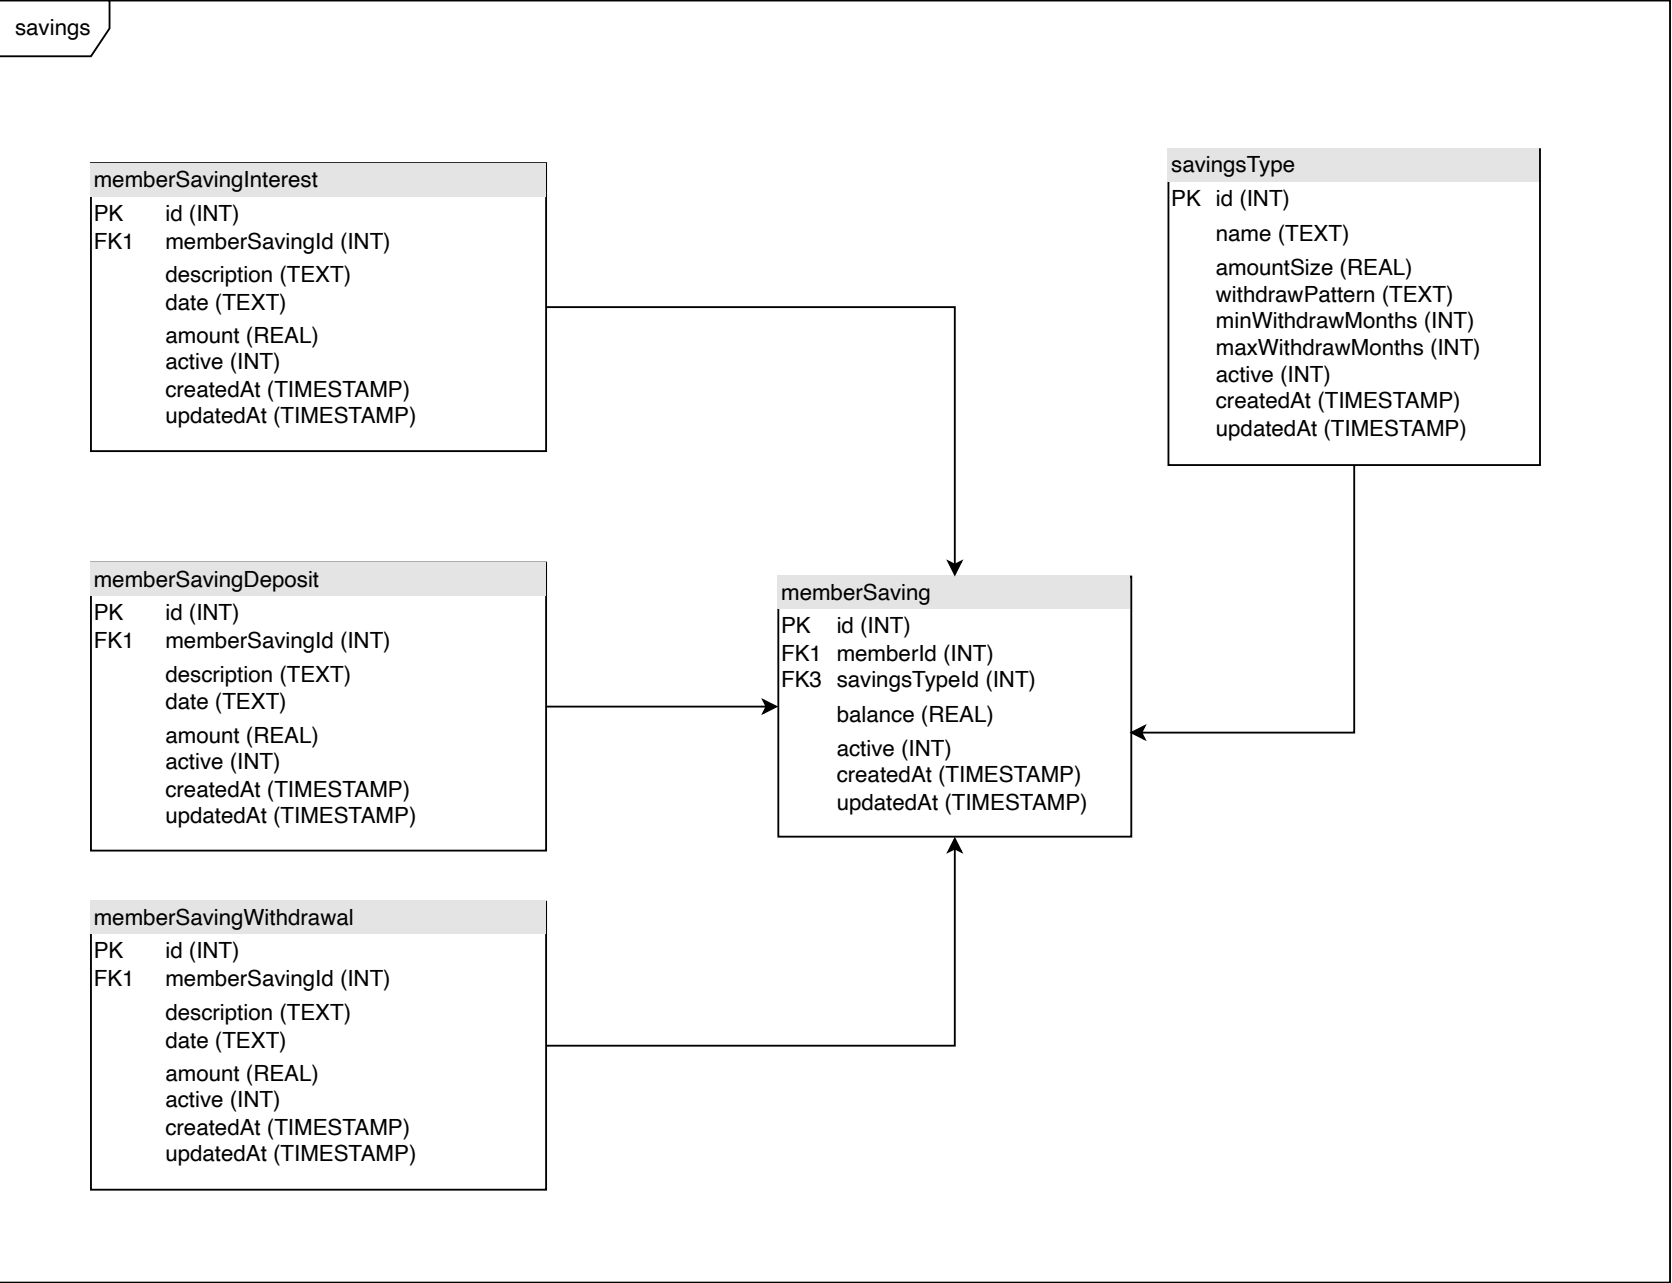 savings
memberSavingInterest
PK id (INT)
FK1 memberSavingId (INT)
description (TEXT)
date (TEXT)
amount (REAL)
active (INT)
createdAt (TIMESTAMP)
updatedAt (TIMESTAMP)
savingsType
PK id (INT)
name (TEXT)
amountSize (REAL)
withdrawPattern (TEXT)
minWithdrawMonths (INT)
maxWithdrawMonths (INT)
active (INT)
createdAt (TIMESTAMP)
updatedAt (TIMESTAMP)
memberSavingDeposit
PK id (INT)
FK1 memberSavingId (INT)
description (TEXT)
date (TEXT)
amount (REAL)
active (INT)
createdAt (TIMESTAMP)
updatedAt (TIMESTAMP)
memberSaving
PK id (INT)
FK1 memberId (INT)
FK3 savingsTypeId (INT)
balance (REAL)
active (INT)
createdAt (TIMESTAMP)
updatedAt (TIMESTAMP)
memberSavingWithdrawal
PK id (INT)
FK1 memberSavingId (INT)
description (TEXT)
date (TEXT)
amount (REAL)
active (INT)
createdAt (TIMESTAMP)
updatedAt (TIMESTAMP)